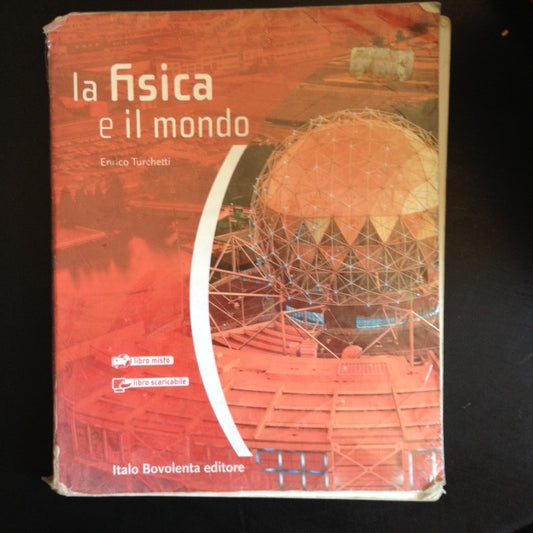 la fisica
e il mondo
Enrico Turchetti
libro misto
libro scaricabile
Italo Bovolenta editore